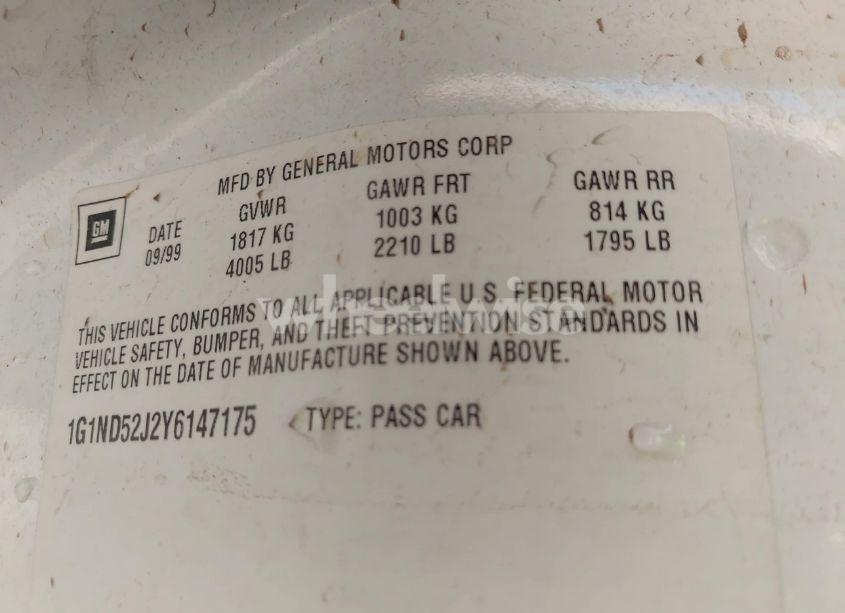 MFD BY GENERAL MOTORS CORP
GM
DATE GVWR GAWR FRT GAWR RR
09/99 1817 KG 1003 KG 814 KG
4005 LB 2210 LB 1795 LB
THIS VEHICLE CONFORMS TO ALL APPLICABLE U.S. FEDERAL MOTOR
VEHICLE SAFETY, BUMPER, AND THEFT PREVENTION STANDARDS IN
EFFECT ON THE DATE OF MANUFACTURE SHOWN ABOVE.
1G1ND52J2Y6147175 TYPE: PASS CAR